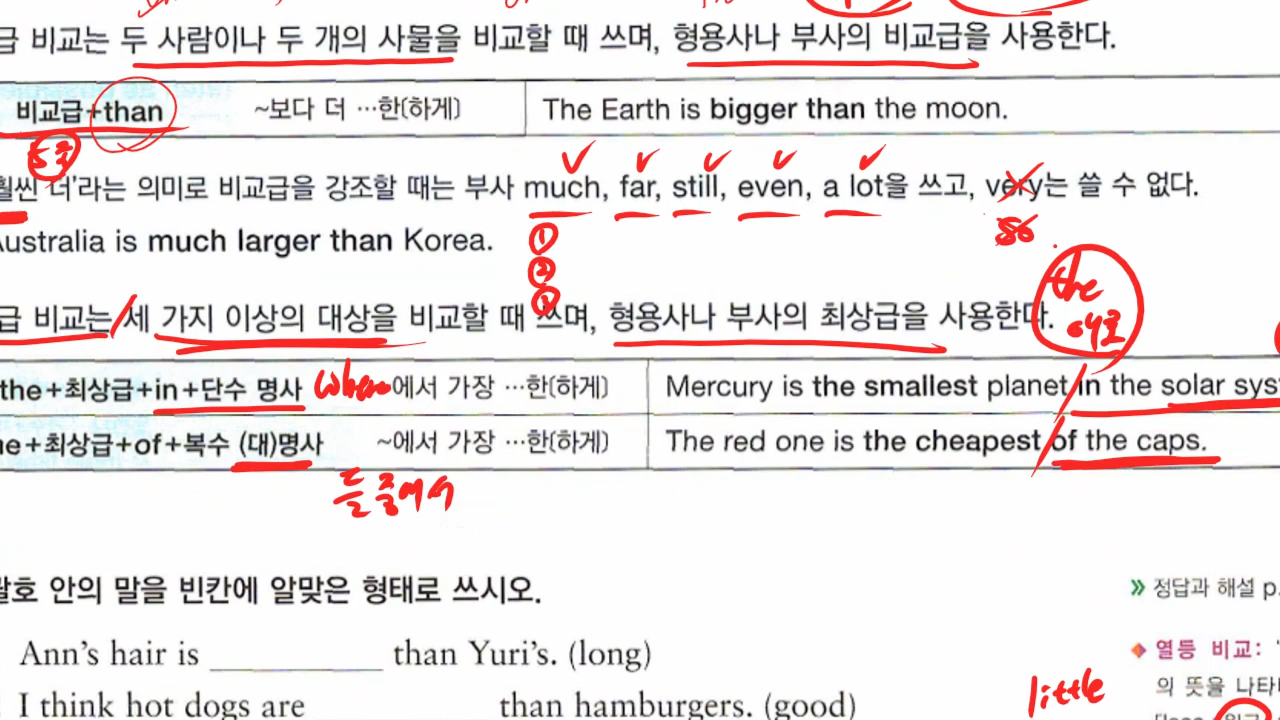 급 비교는 두 사람이나 두 개의 사물을 비교할 때 쓰며, 형용사나 부사의 비교급을 사용한다.
비교급+than ~보다 더 …한(하게) The Earth is bigger than the moon.
훨씬 더'라는 의미로 비교급을 강조할 때는 부사 much, far, still, even, a lot을 쓰고, very는 쓸 수 없다.
Australia is much larger than Korea.
① 
②
③
급 비교는 세 가지 이상의 대상을 비교할 때 쓰며, 형용사나 부사의 최상급을 사용한다.
the
the+최상급+in+단수 명사 where 에서 가장 …한(하게) Mercury is the smallest planet in the solar sys
he+최상급+of+복수 (대)명사 ~에서 가장 …한(하게) The red one is the cheapest of the caps.
들 중에서
괄호 안의 말을 빈칸에 알맞은 형태로 쓰시오.
정답과 해설 p.
Ann's hair is ________ than Yuri's. (long)
열등 비교:
의 뜻을 나타내
little
I think hot dogs are ________ than hamburgers. (good)